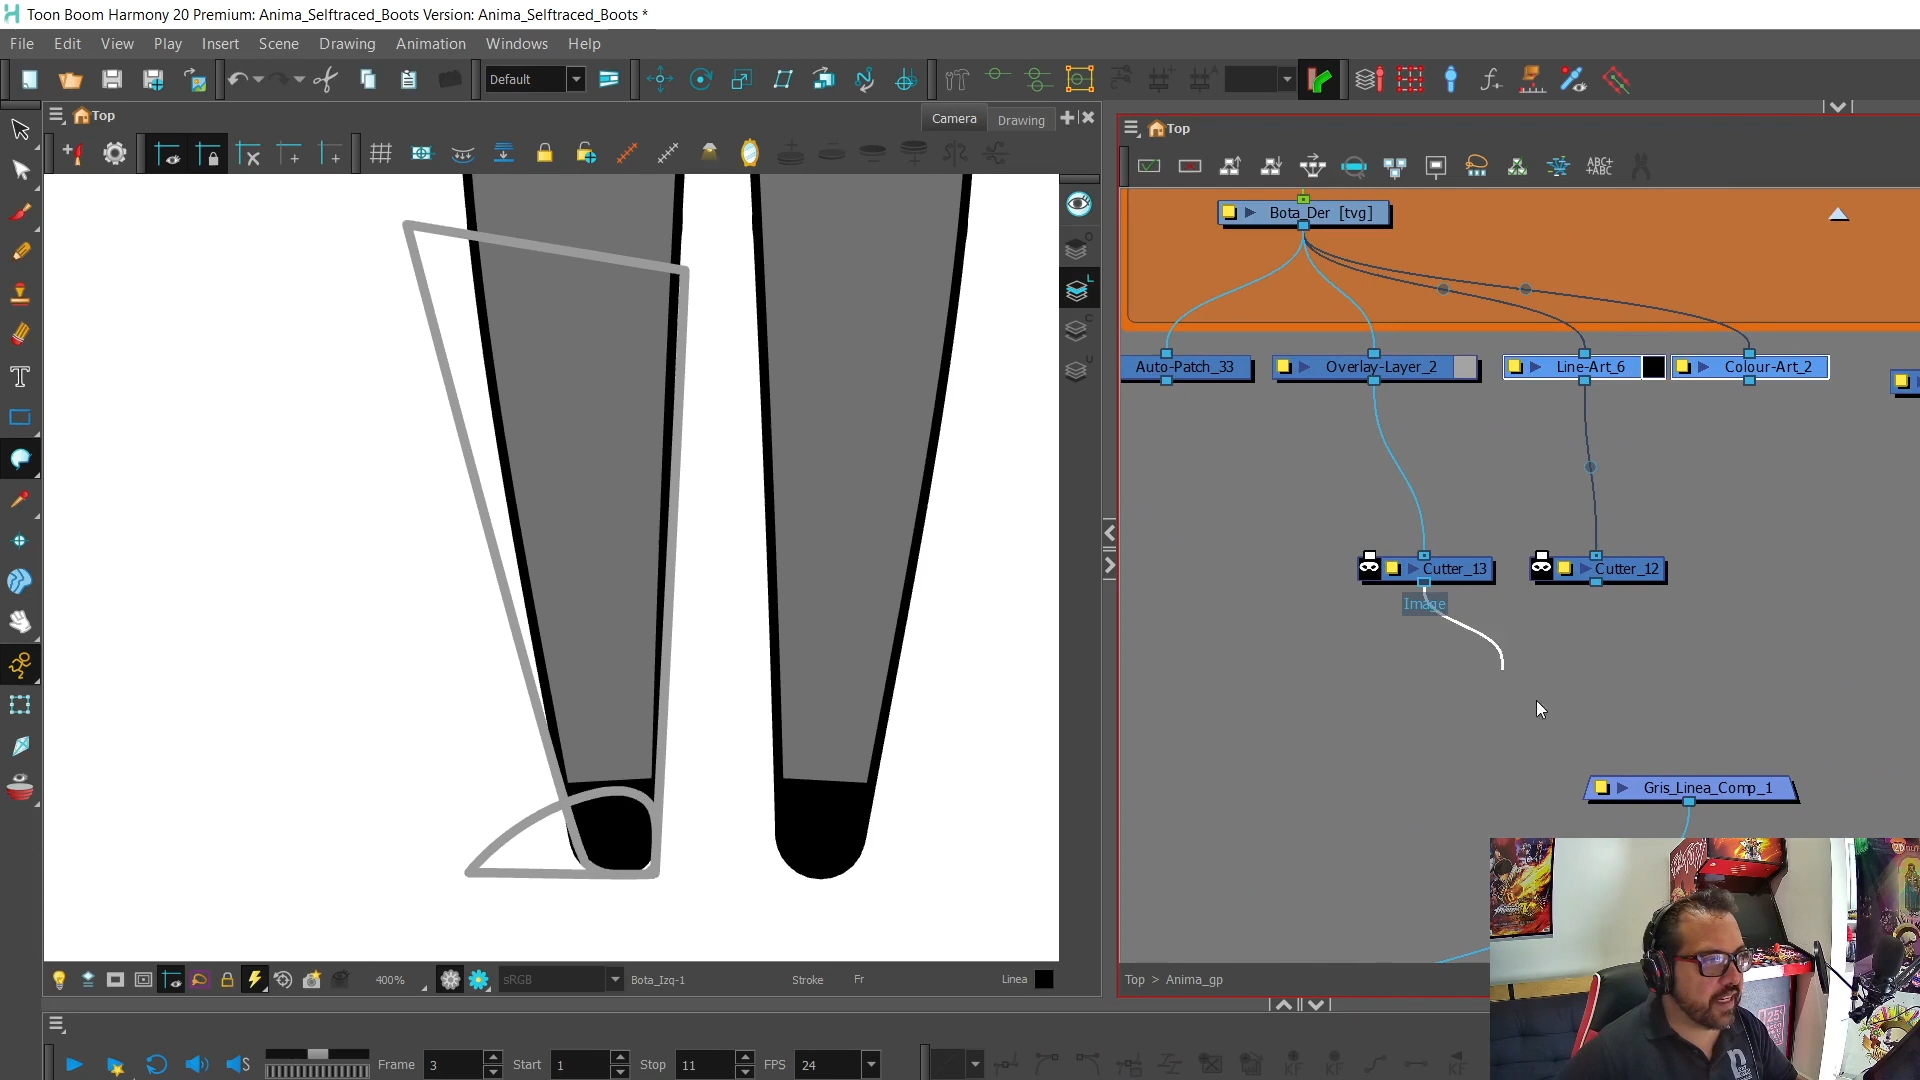 Toon Boom Harmony 20 Premium: Anima_Selftraced_Boots Version: Anima_Selftraced_Boots *
File Edit View Play Insert Scene Drawing Animation Windows Help
Default
Top
Camera Drawing
Top
ABC+
ABC
Bota_Der [tvg]
Auto-Patch_33
Overlay-Layer_2
Line-Art_6
Colour-Art_2
Cutter_13
Cutter_12
Image
Gris_Linea_Comp_1
400%
sRGB
Bota_Izq-1
Stroke
Fr
Linea
Top > Anima_gp
Frame 3
Start 1
Stop 11
FPS 24